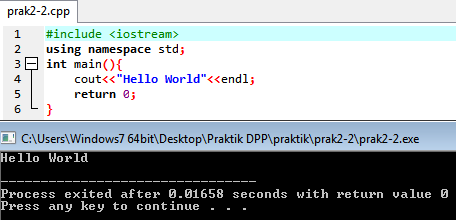 prak2-2.cpp
1 #include <iostream>
2 using namespace std;
3 int main(){
4 cout<<"Hello World"<<endl;
5 return 0;
6 }
C:\Users\Windows7 64bit\Desktop\Praktik DPP\praktik\prak2-2\prak2-2.exe
Hello World
--------------------------------
Process exited after 0.01658 seconds with return value 0
Press any key to continue . . .